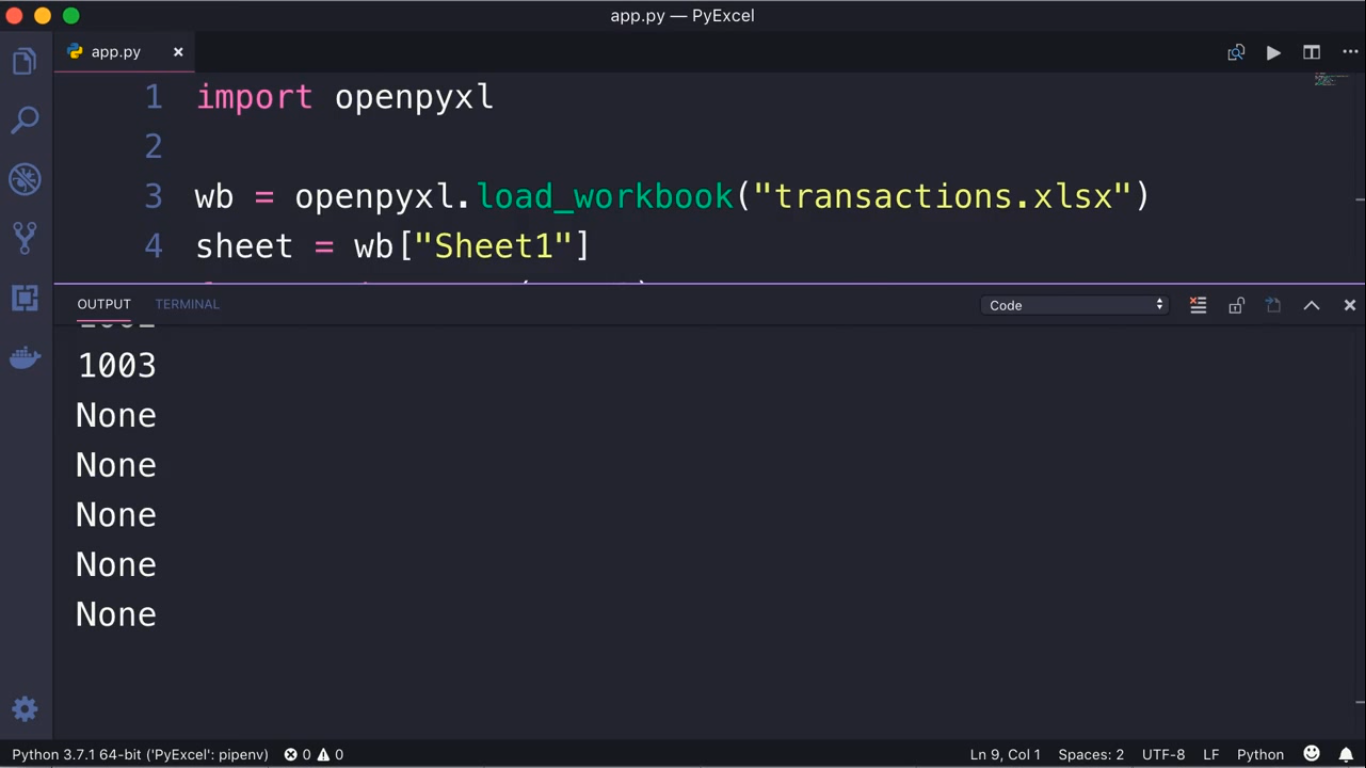 app.py — PyExcel
app.py
1 import openpyxl
2
3 wb = openpyxl.load_workbook("transactions.xlsx")
4 sheet = wb["Sheet1"]
OUTPUT TERMINAL
Code
1003
None
None
None
None
None
Python 3.7.1 64-bit ('PyExcel': pipenv) 0 0
Ln 9, Col 1 Spaces: 2 UTF-8 LF Python